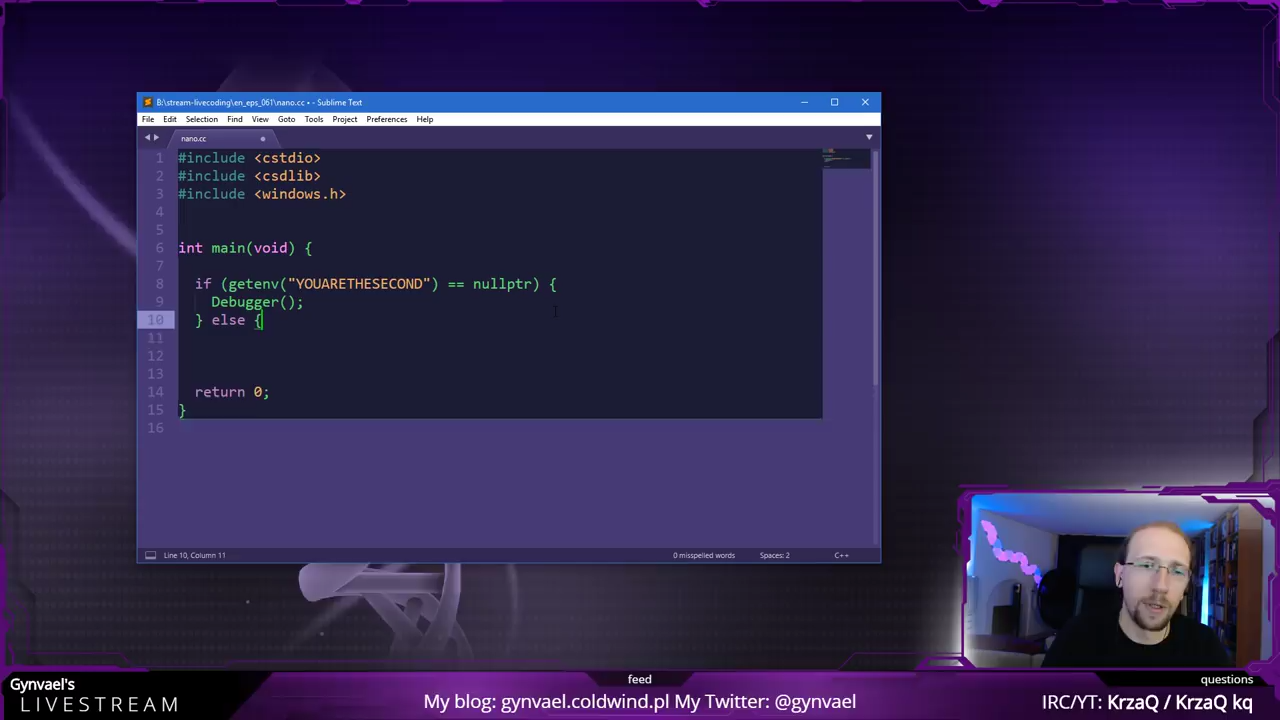 B:\stream-livecoding\en_eps_061\nano.cc • - Sublime Text
File Edit Selection Find View Goto Tools Project Preferences Help
nano.cc
1 #include <cstdio>
2 #include <csdlib>
3 #include <windows.h>
4
5
6 int main(void) {
7
8 if (getenv("YOUARETHESECOND") == nullptr) {
9 Debugger();
10 } else {
11
12
13
14 return 0;
15 }
16
Line 10, Column 11 0 misspelled words Spaces: 2 C++
Gynvael's
LIVESTREAM
feed
My blog: gynvael.coldwind.pl My Twitter: @gynvael
questions
IRC/YT: KrzaQ / KrzaQ kq